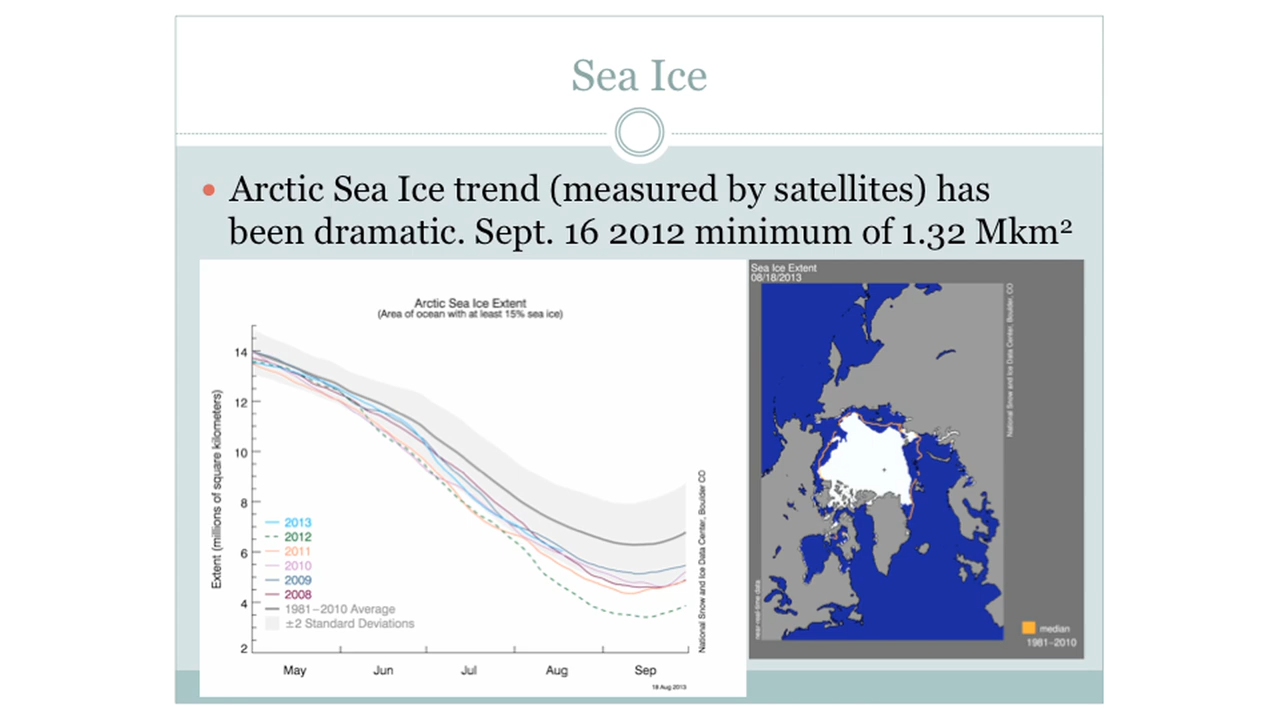 Sea Ice
• Arctic Sea Ice trend (measured by satellites) has
been dramatic. Sept. 16 2012 minimum of 1.32 Mkm²
Arctic Sea Ice Extent
(Area of ocean with at least 15% sea ice)
Extent (millions of square kilometers)
14
12
10
8
6
4
2
2013
2012
2011
2010
2009
2008
1981–2010 Average
±2 Standard Deviations
May Jun Jul Aug Sep
18 Aug 2013
National Snow and Ice Data Center, Boulder CO
Sea Ice Extent
08/18/2013
National Snow and Ice Data Center, Boulder, CO
near-real-time data
median
1981–2010